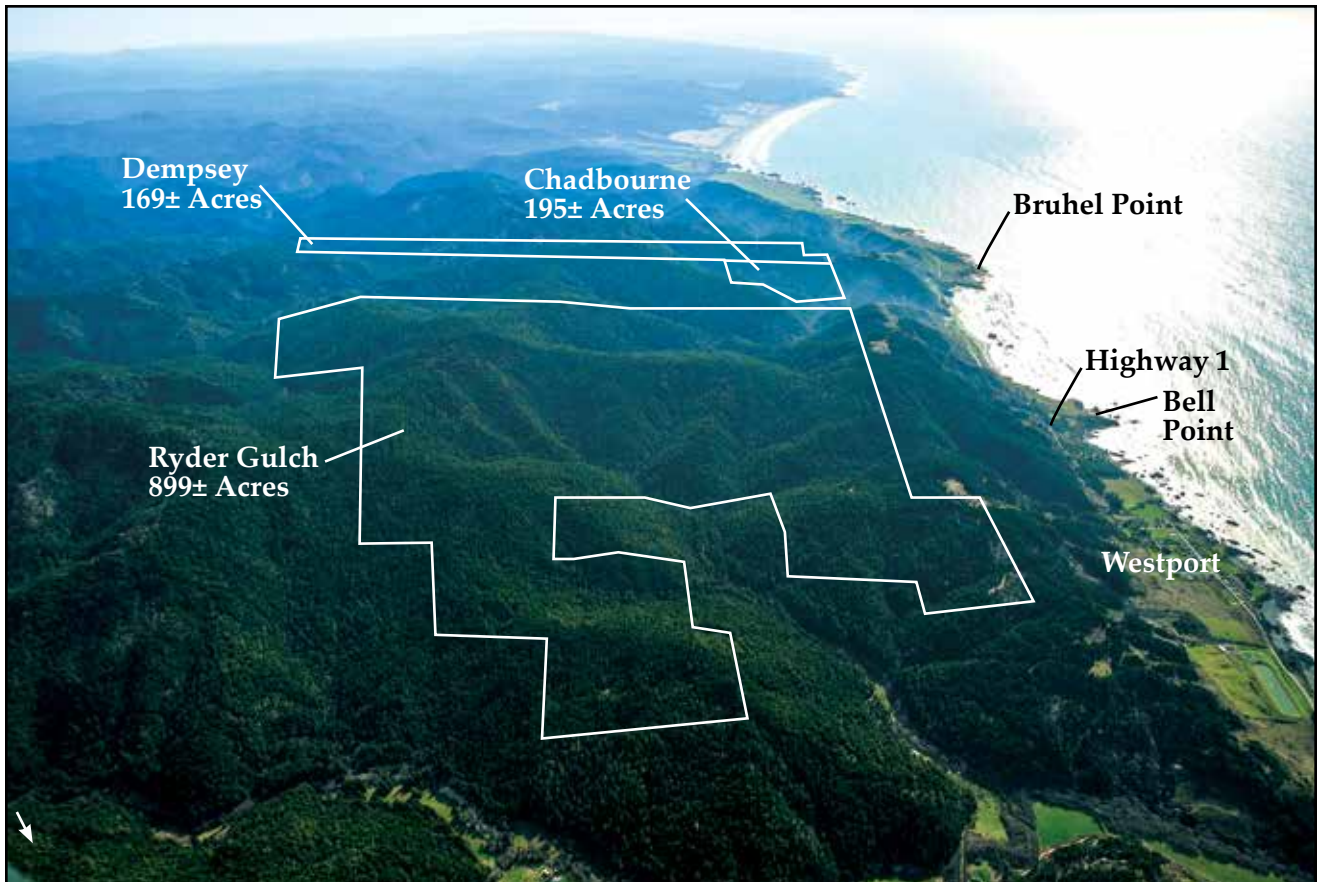 Dempsey
169± Acres
Chadbourne
195± Acres
Bruhel Point
Highway 1
Bell
Point
Ryder Gulch
899± Acres
Westport